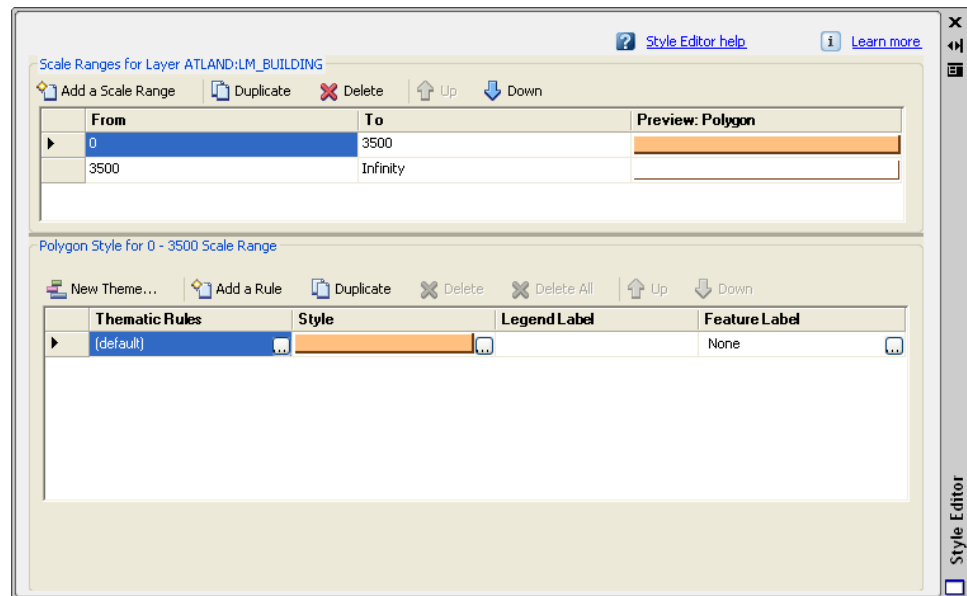 Style Editor help Learn more
Scale Ranges for Layer ATLAND:LM_BUILDING
Add a Scale Range Duplicate Delete Up Down
From To Preview: Polygon
0 3500
3500 Infinity
Polygon Style for 0 - 3500 Scale Range
New Theme... Add a Rule Duplicate Delete Delete All Up Down
Thematic Rules Style Legend Label Feature Label
(default) ... ... None ...
Style Editor